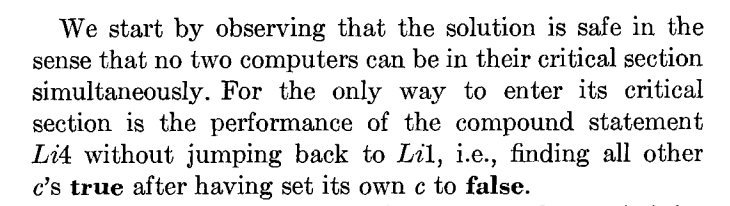 We start by observing that the solution is safe in the
sense that no two computers can be in their critical section
simultaneously. For the only way to enter its critical
section is the performance of the compound statement
Li4 without jumping back to Li1, i.e., finding all other
c's true after having set its own c to false.